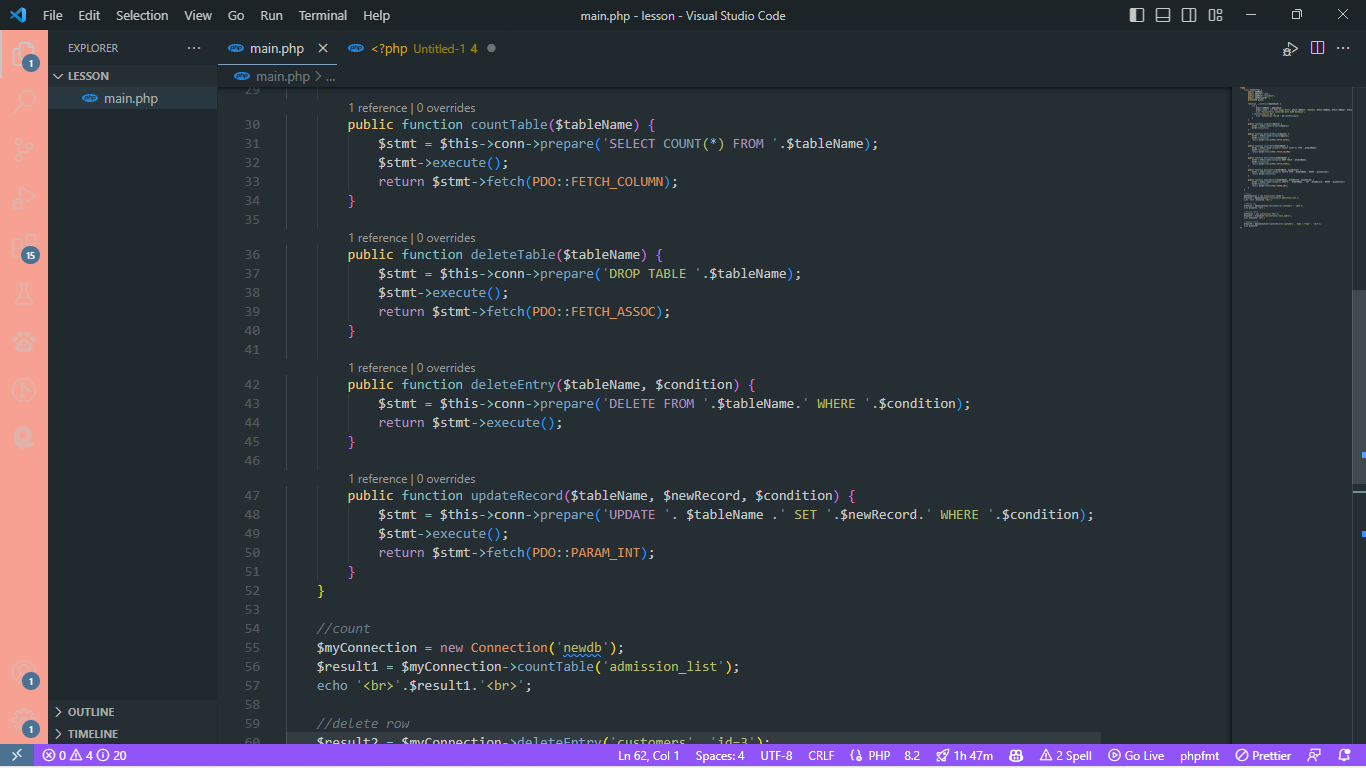 File Edit Selection View Go Run Terminal Help
main.php - lesson - Visual Studio Code
EXPLORER ...
LESSON
main.php
main.php
<?php Untitled-1 4
main.php > ...
29
1 reference | 0 overrides
30 public function countTable($tableName) {
31 $stmt = $this->conn->prepare('SELECT COUNT(*) FROM '.$tableName);
32 $stmt->execute();
33 return $stmt->fetch(PDO::FETCH_COLUMN);
34 }
35
1 reference | 0 overrides
36 public function deleteTable($tableName) {
37 $stmt = $this->conn->prepare('DROP TABLE '.$tableName);
38 $stmt->execute();
39 return $stmt->fetch(PDO::FETCH_ASSOC);
40 }
41
1 reference | 0 overrides
42 public function deleteEntry($tableName, $condition) {
43 $stmt = $this->conn->prepare('DELETE FROM '.$tableName.' WHERE '.$condition);
44 return $stmt->execute();
45 }
46
1 reference | 0 overrides
47 public function updateRecord($tableName, $newRecord, $condition) {
48 $stmt = $this->conn->prepare('UPDATE '. $tableName .' SET '.$newRecord.' WHERE '.$condition);
49 $stmt->execute();
50 return $stmt->fetch(PDO::PARAM_INT);
51 }
52 }
53
54 //count
55 $myConnection = new Connection('newdb');
56 $result1 = $myConnection->countTable('admission_list');
57 echo '<br>'.$result1.'<br>';
58
59 //delete row
60 $result2 = $myConnection->deleteEntry('customers', 'id=3');
1
15
1
1
OUTLINE
TIMELINE
0 4 20
Ln 62, Col 1 Spaces: 4 UTF-8 CRLF {} PHP 8.2 1h 47m 2 Spell Go Live phpfmt Prettier